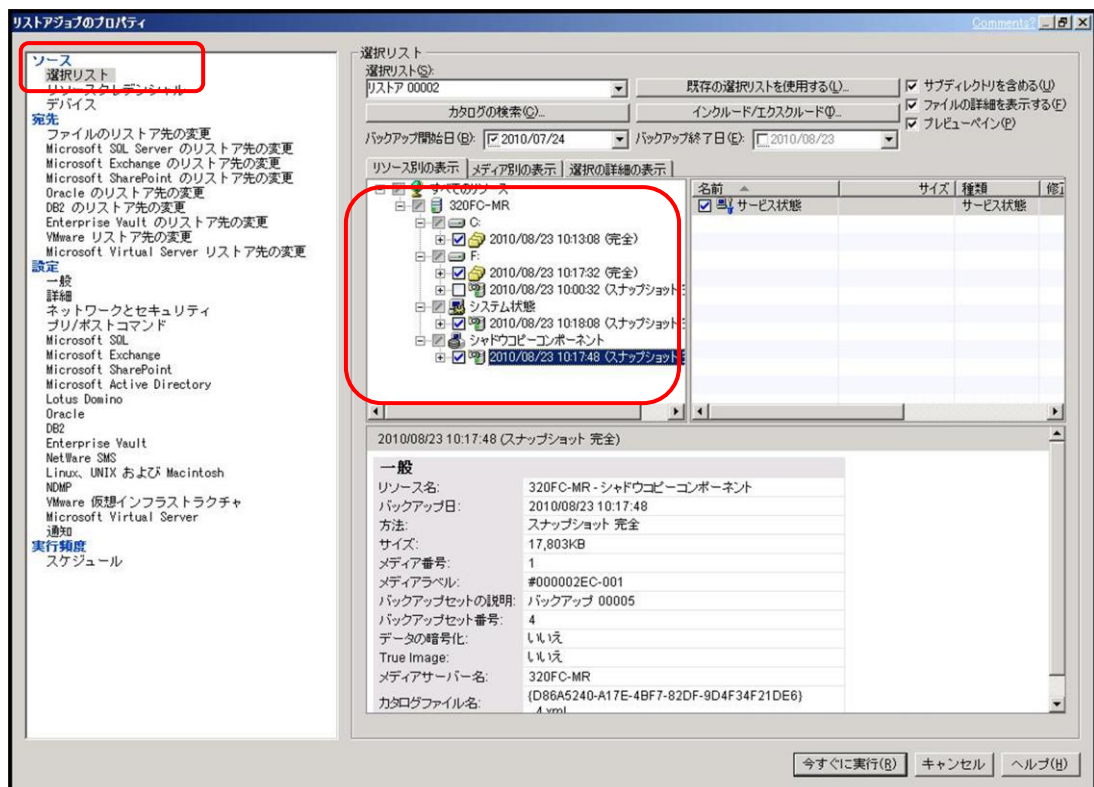 リストアジョブのプロパティ
Comments?
ソース
選択リスト
リソースクレデンシャル
デバイス
宛先
ファイルのリストア先の変更
Microsoft SQL Server のリストア先の変更
Microsoft Exchange のリストア先の変更
Microsoft SharePoint のリストア先の変更
Oracle のリストア先の変更
DB2 のリストア先の変更
Enterprise Vault のリストア先の変更
VMware リストア先の変更
Microsoft Virtual Server リストア先の変更
設定
一般
詳細
ネットワークとセキュリティ
プリ/ポストコマンド
Microsoft SQL
Microsoft Exchange
Microsoft SharePoint
Microsoft Active Directory
Lotus Domino
Oracle
DB2
Enterprise Vault
NetWare SMS
Linux、UNIX および Macintosh
NDMP
VMware 仮想インフラストラクチャ
Microsoft Virtual Server
通知
実行頻度
スケジュール
選択リスト
選択リスト(S):
リストア 00002
既存の選択リストを使用する(L)...
サブディレクトリを含める(U)
カタログの検索(C)...
インクルード/エクスクルード(I)...
ファイルの詳細を表示する(F)
プレビューペイン(P)
バックアップ開始日(B): 2010/07/24
バックアップ終了日(E): 2010/08/23
リソース別の表示 メディア別の表示 選択の詳細の表示
すべてのリソース
320FC-MR
C:
2010/08/23 10:13:08 (完全)
F:
2010/08/23 10:17:32 (完全)
2010/08/23 10:00:32 (スナップショット
システム状態
2010/08/23 10:18:08 (スナップショット
シャドウコピーコンポーネント
2010/08/23 10:17:48 (スナップショット
名前 サイズ 種類
サービス状態 サービス状態
2010/08/23 10:17:48 (スナップショット 完全)
一般
リソース名: 320FC-MR - シャドウコピーコンポーネント
バックアップ日: 2010/08/23 10:17:48
方法: スナップショット 完全
サイズ: 17,803KB
メディア番号: 1
メディアラベル: #000002EC-001
バックアップセットの説明: バックアップ 00005
バックアップセット番号: 4
データの暗号化: いいえ
True Image: いいえ
メディアサーバー名: 320FC-MR
カタログファイル名: {D86A5240-A17E-4BF7-82DF-9D4F34F21DE6}
_4.xml
今すぐに実行(R) キャンセル ヘルプ(H)